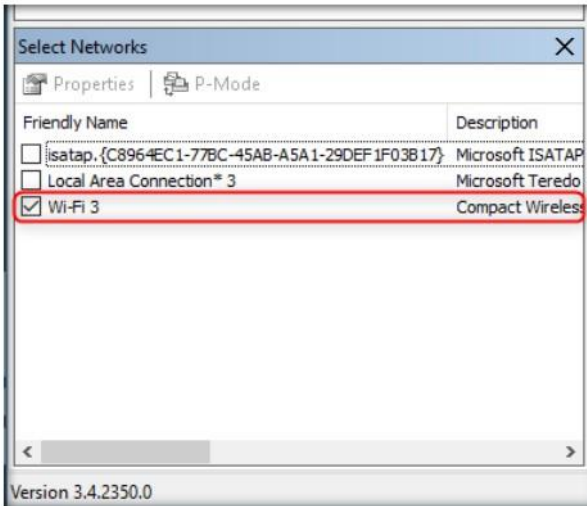 Select Networks
Properties P-Mode
Friendly Name Description
isatap.{C8964EC1-77BC-45AB-A5A1-29DEF1F03B17} Microsoft ISATAP
Local Area Connection* 3 Microsoft Teredo
Wi-Fi 3 Compact Wireless
Version 3.4.2350.0